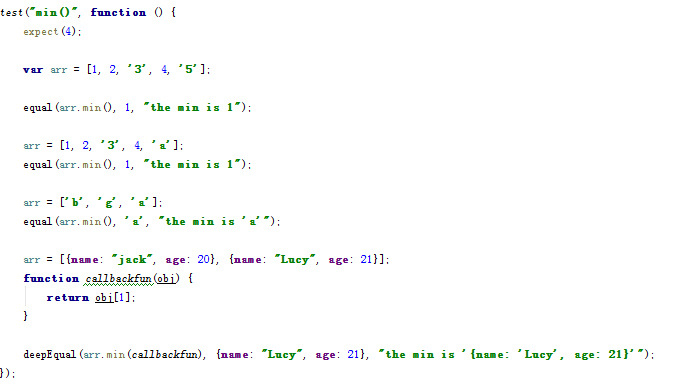 test("min()", function () {
expect(4);
var arr = [1, 2, '3', 4, '5'];
equal(arr.min(), 1, "the min is 1");
arr = [1, 2, '3', 4, 'a'];
equal(arr.min(), 1, "the min is 1");
arr = ['b', 'g', 'a'];
equal(arr.min(), 'a', "the min is 'a'");
arr = [{name: "jack", age: 20}, {name: "Lucy", age: 21}];
function callbackfun(obj) {
return obj[1];
}
deepEqual(arr.min(callbackfun), {name: "Lucy", age: 21}, "the min is '{name: 'Lucy', age: 21}'");
});